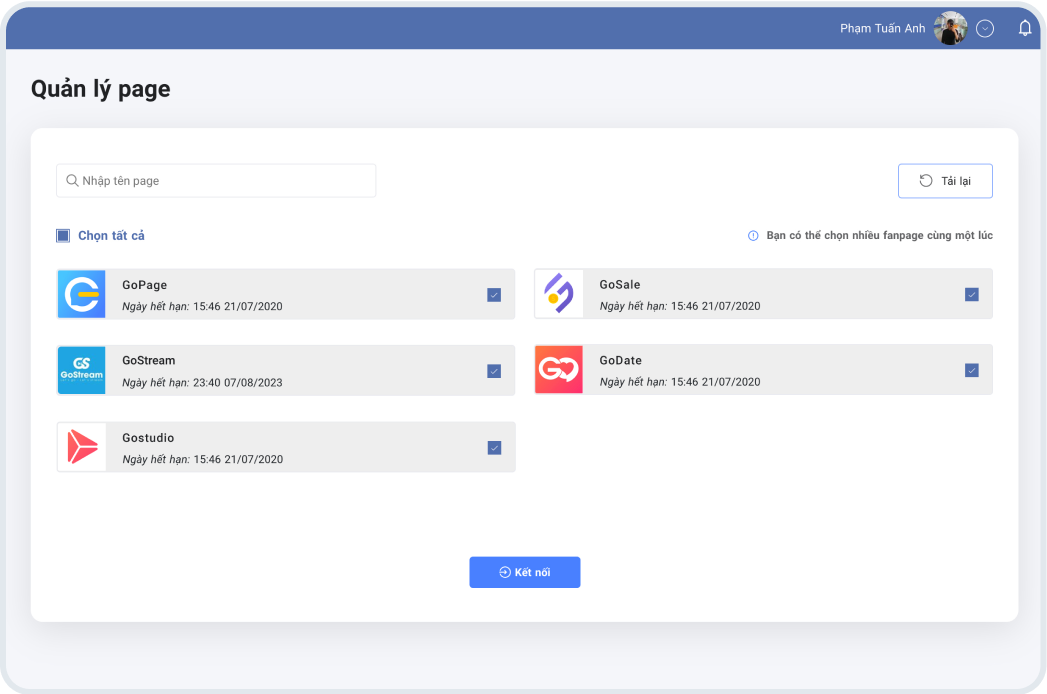 Phạm Tuấn Anh
Quản lý page
Nhập tên page
Tải lại
Chọn tất cả
Bạn có thể chọn nhiều fanpage cùng một lúc
GoPage
Ngày hết hạn: 15:46 21/07/2020
GoSale
Ngày hết hạn: 15:46 21/07/2020
GS
GoStream
GoStream
Ngày hết hạn: 23:40 07/08/2023
GO
GoDate
Ngày hết hạn: 15:46 21/07/2020
Gostudio
Ngày hết hạn: 15:46 21/07/2020
Kết nối